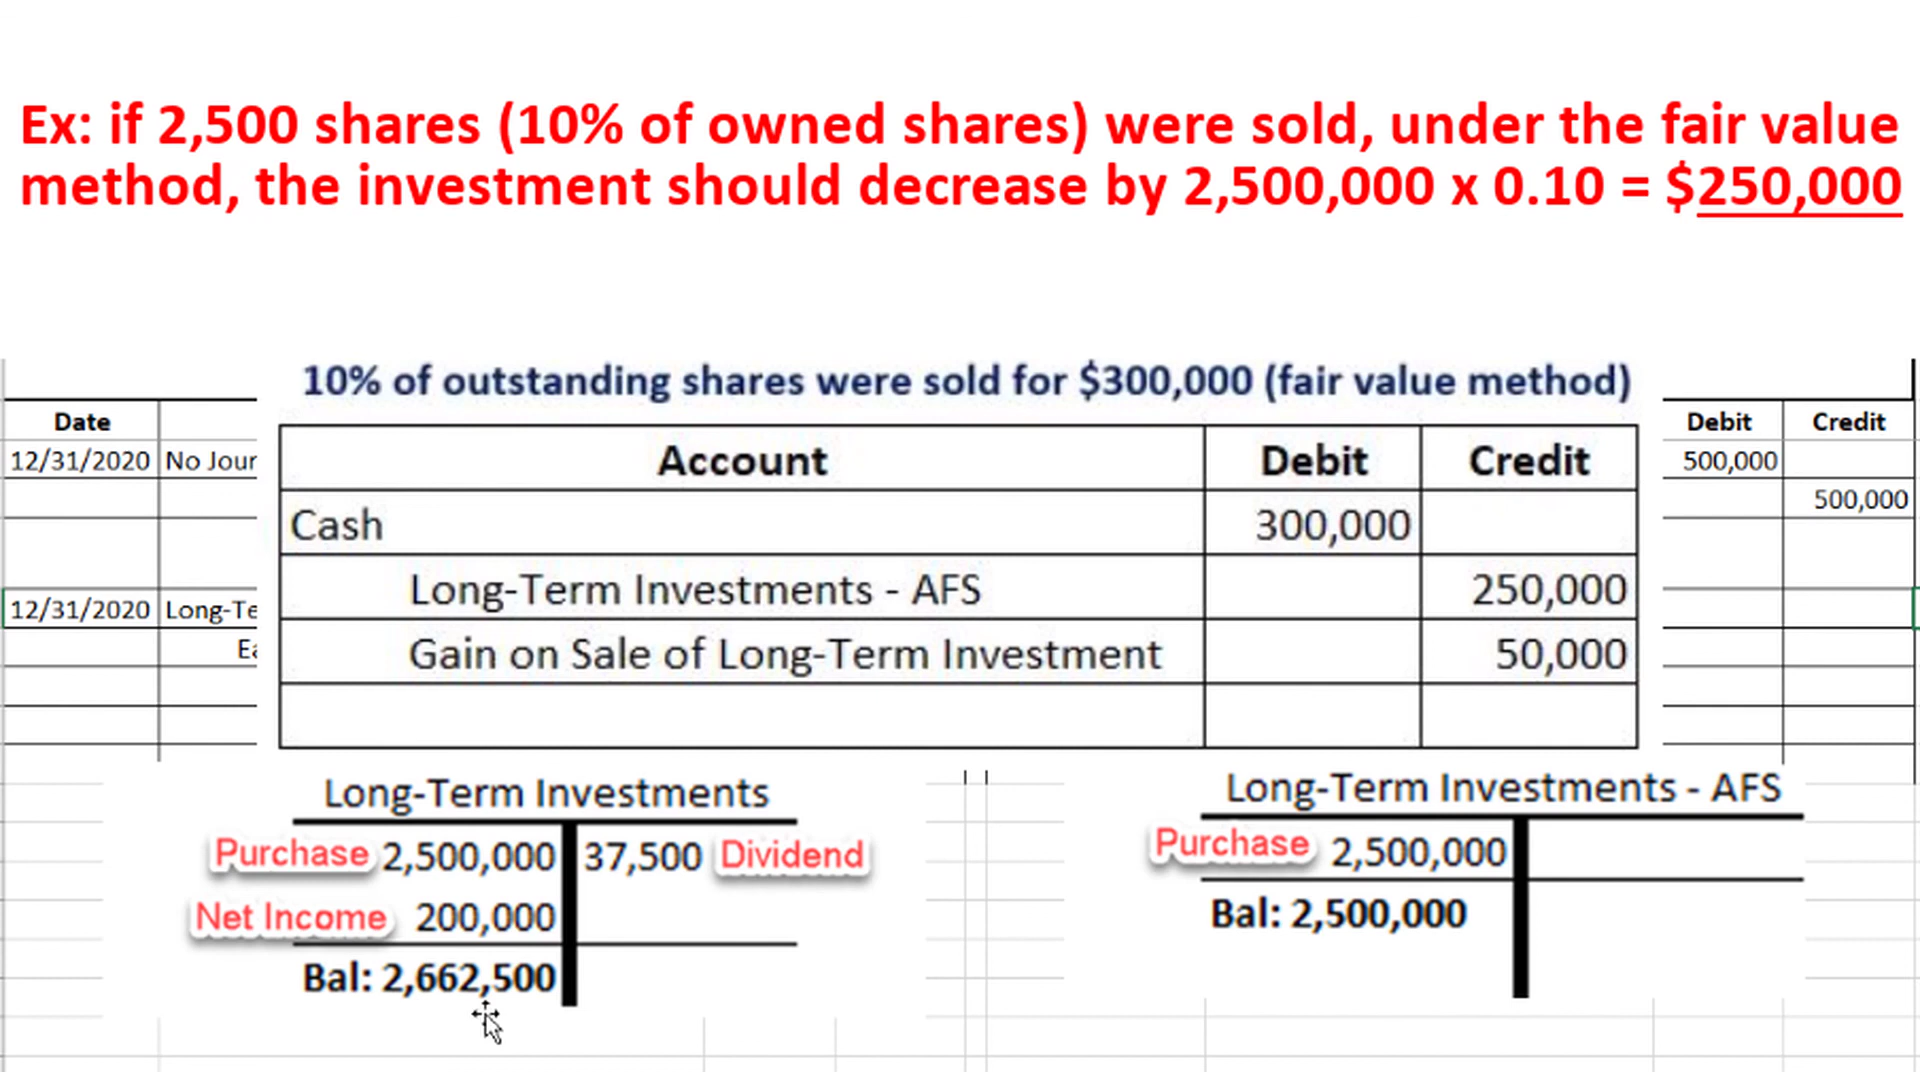 Ex: if 2,500 shares (10% of owned shares) were sold, under the fair value
method, the investment should decrease by 2,500,000 x 0.10 = $250,000
10% of outstanding shares were sold for $300,000 (fair value method)
Date
Debit Credit
12/31/2020 No Jour
500,000
500,000
12/31/2020 Long-Te
Ea
Account Debit Credit
Cash 300,000
Long-Term Investments - AFS 250,000
Gain on Sale of Long-Term Investment 50,000
Long-Term Investments
Purchase 2,500,000 37,500 Dividend
Net Income 200,000
Bal: 2,662,500
Long-Term Investments - AFS
Purchase 2,500,000
Bal: 2,500,000